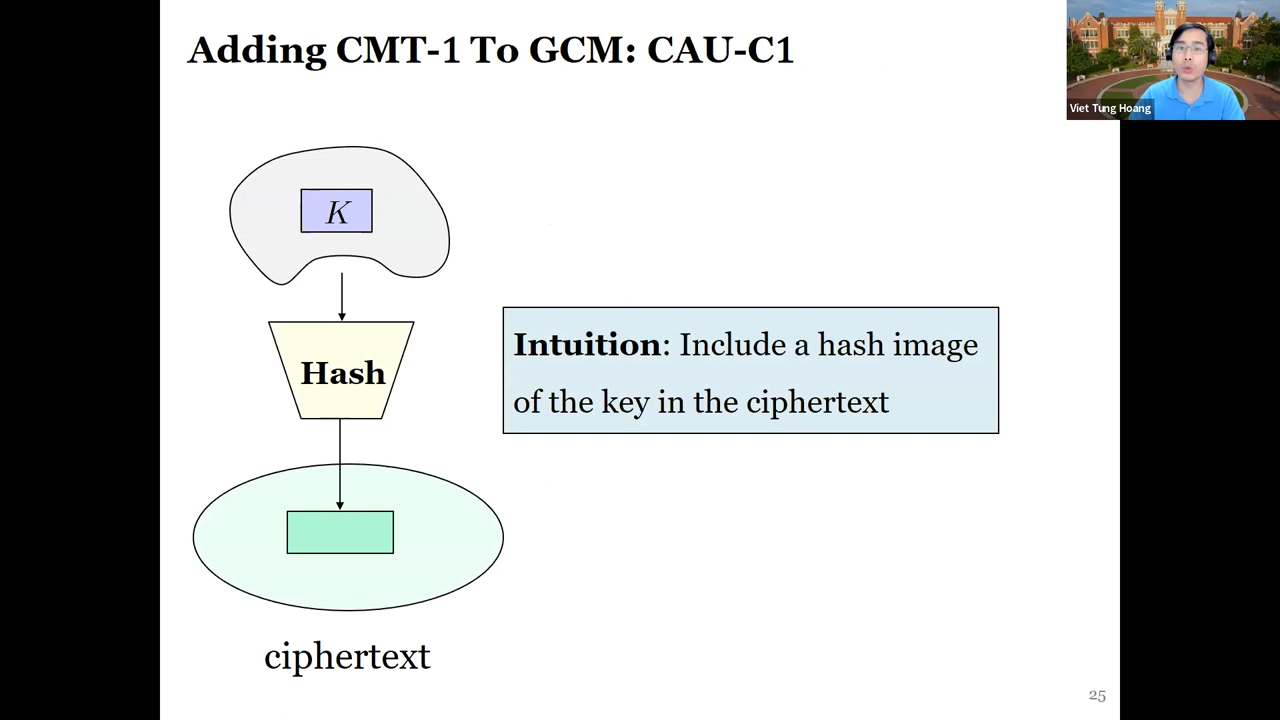 Adding CMT-1 To GCM: CAU-C1
Viet Tung Hoang
K
Hash
Intuition: Include a hash image
of the key in the ciphertext
ciphertext
25